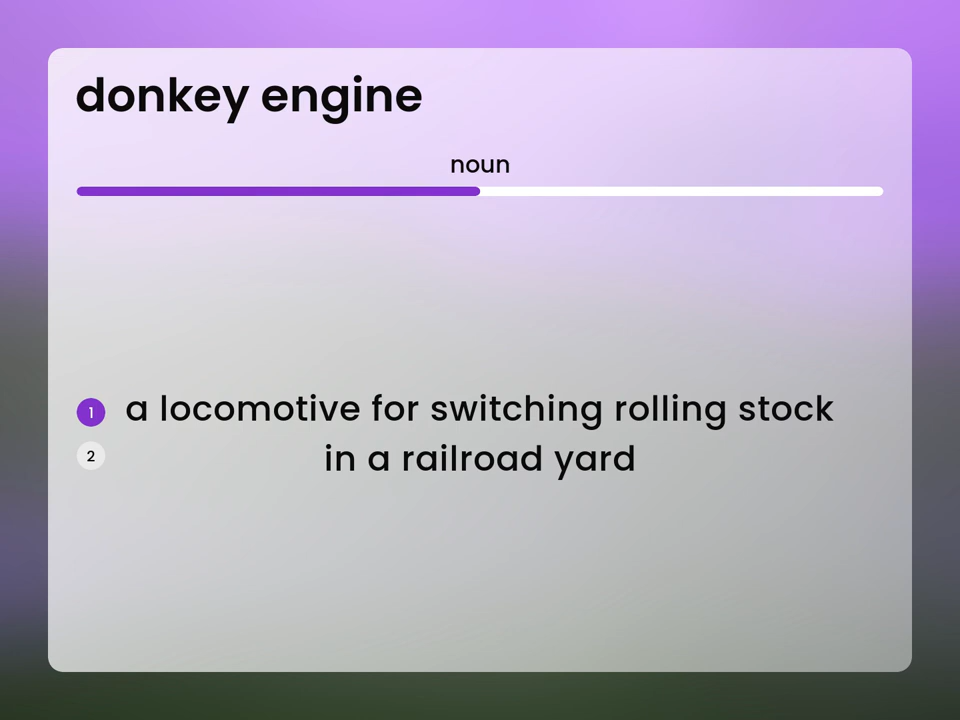 donkey engine
noun
1 a locomotive for switching rolling stock
2 in a railroad yard